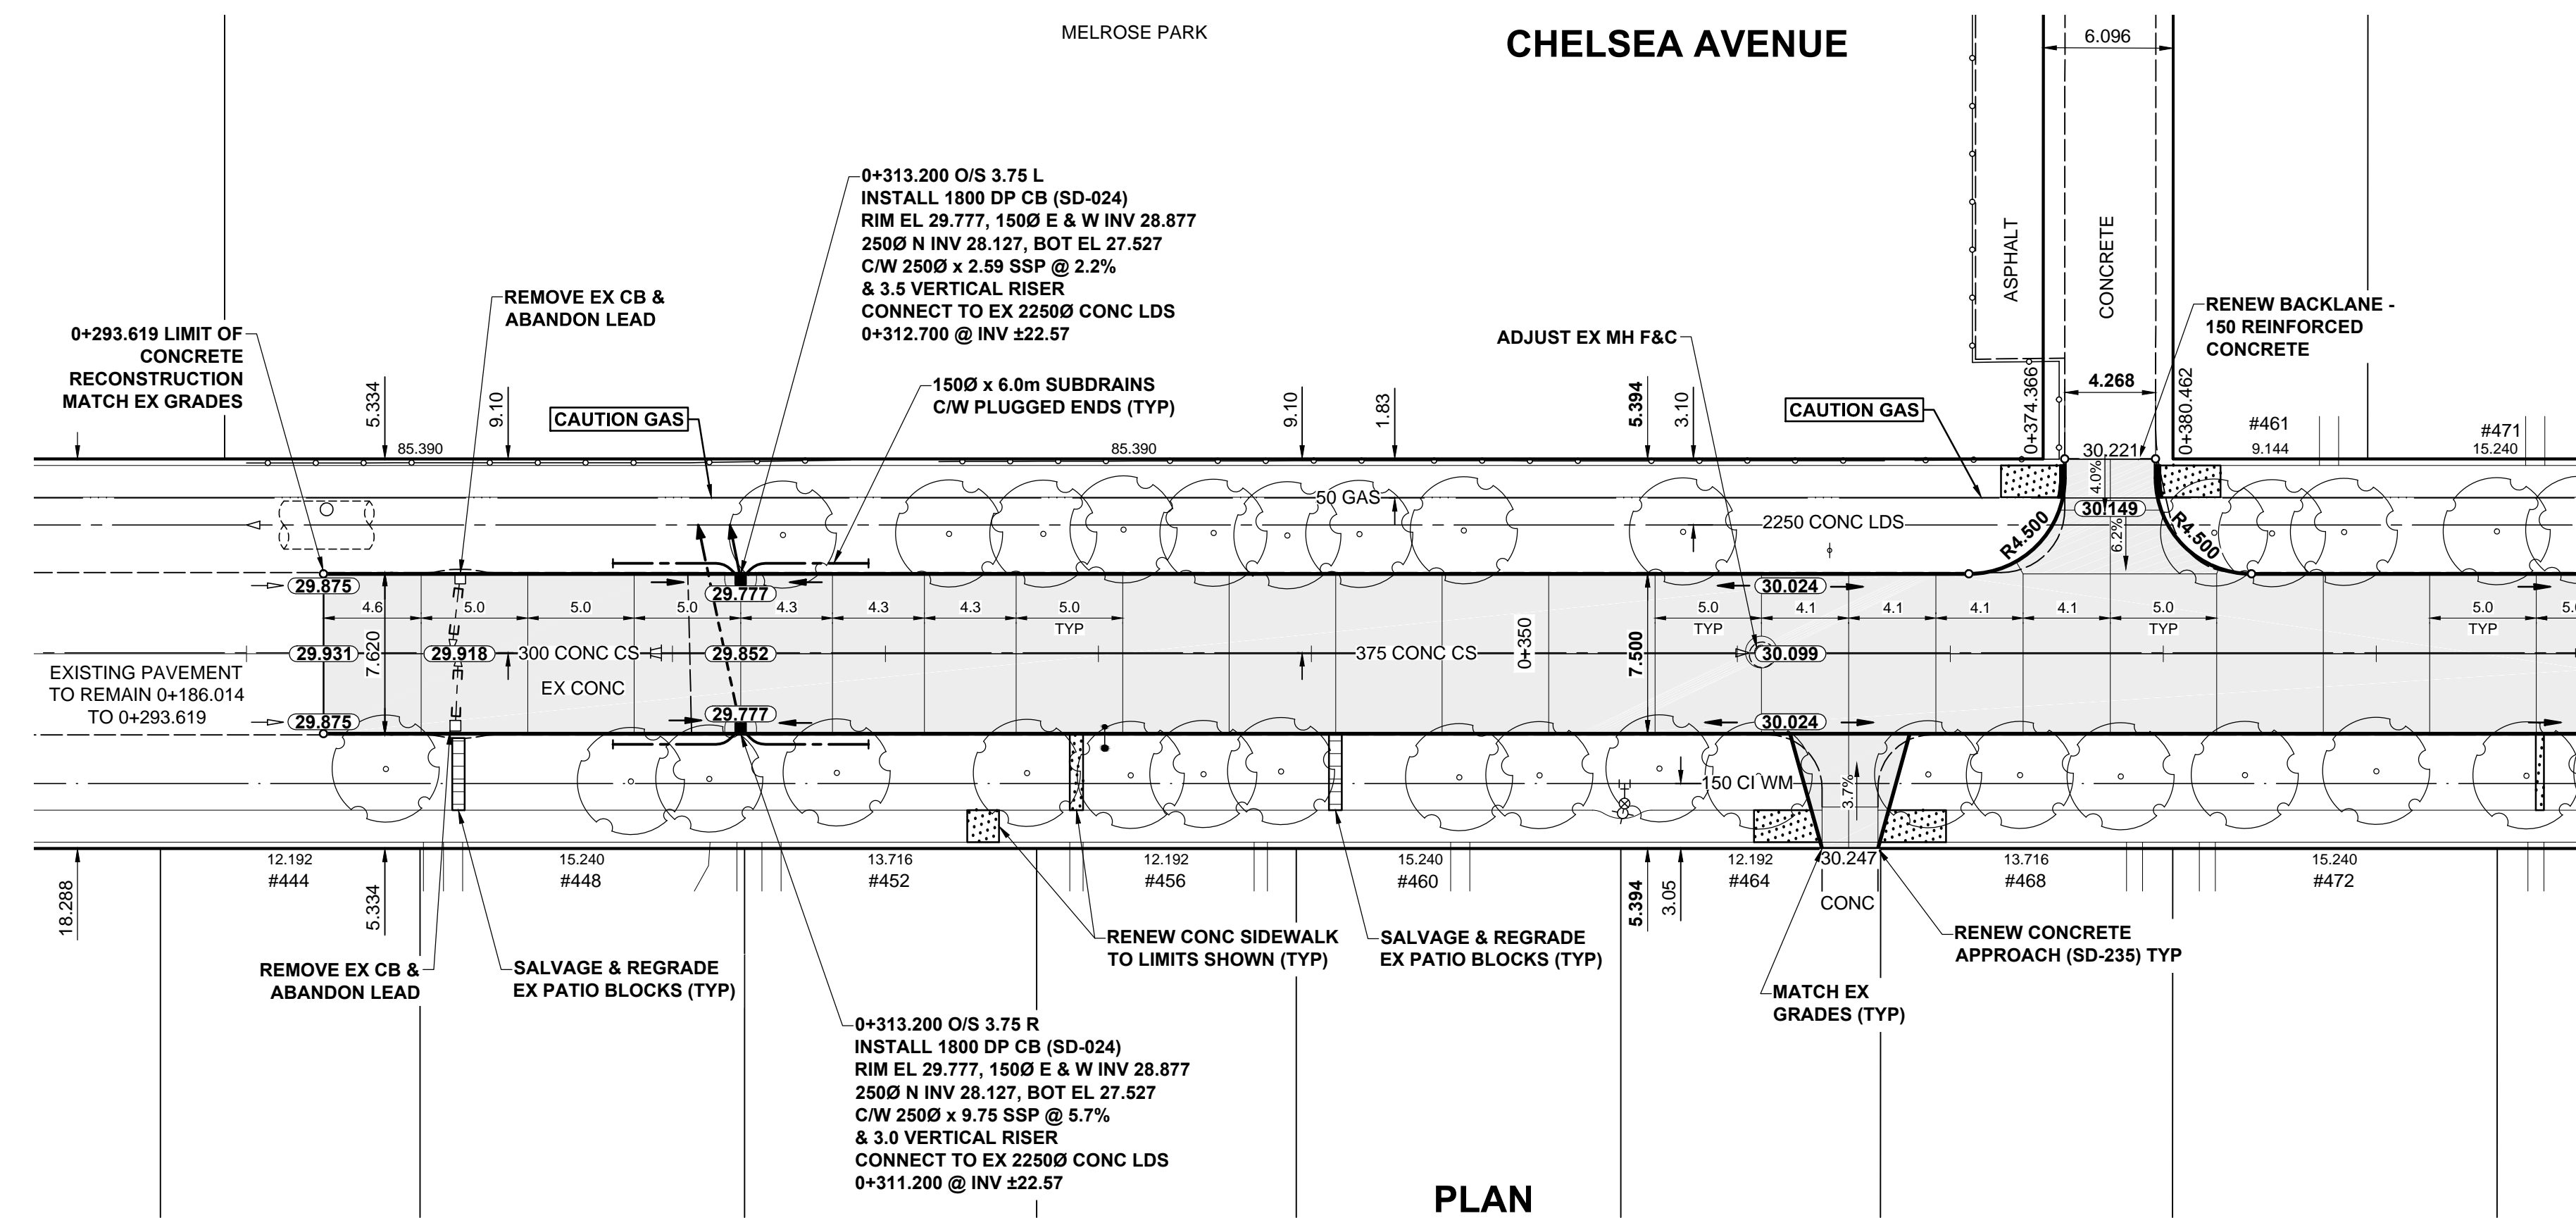 MELROSE PARK
CHELSEA AVENUE
6.096
0+313.200 O/S 3.75 L
INSTALL 1800 DP CB (SD-024)
RIM EL 29.777, 150Ø E & W INV 28.877
250Ø N INV 28.127, BOT EL 27.527
C/W 250Ø x 2.59 SSP @ 2.2%
& 3.5 VERTICAL RISER
CONNECT TO EX 2250Ø CONC LDS
0+312.700 @ INV ±22.57
REMOVE EX CB &
ABANDON LEAD
0+293.619 LIMIT OF
CONCRETE
RECONSTRUCTION
MATCH EX GRADES
150Ø x 6.0m SUBDRAINS
C/W PLUGGED ENDS (TYP)
CAUTION GAS
ADJUST EX MH F&C
CAUTION GAS
ASPHALT
CONCRETE
RENEW BACKLANE -
150 REINFORCED
CONCRETE
5.334
9.10
9.10
1.83
5.394
3.10
0+374.366
4.268
0+380.462
#461
#471
85.390
85.390
30.221
9.144
15.240
50 GAS
4.0%
2250 CONC LDS
30.149
R4.500
6.2%
R4.500
29.875
29.777
30.024
4.6
5.0
5.0
5.0
4.3
4.3
4.3
5.0
TYP
5.0
TYP
4.1
4.1
4.1
4.1
5.0
TYP
5.0
TYP
5.0
7.620
29.931
29.918
300 CONC CS
29.852
375 CONC CS
0+350
7.500
30.099
EXISTING PAVEMENT
TO REMAIN 0+186.014
TO 0+293.619
EX CONC
29.875
29.777
30.024
150 CI WM
3.7%
12.192
15.240
13.716
12.192
15.240
12.192
30.247
13.716
15.240
#444
#448
#452
#456
#460
#464
#468
#472
18.288
5.334
5.394
3.05
CONC
RENEW CONC SIDEWALK
TO LIMITS SHOWN (TYP)
SALVAGE & REGRADE
EX PATIO BLOCKS (TYP)
RENEW CONCRETE
APPROACH (SD-235) TYP
REMOVE EX CB &
ABANDON LEAD
SALVAGE & REGRADE
EX PATIO BLOCKS (TYP)
MATCH EX
GRADES (TYP)
0+313.200 O/S 3.75 R
INSTALL 1800 DP CB (SD-024)
RIM EL 29.777, 150Ø E & W INV 28.877
250Ø N INV 28.127, BOT EL 27.527
C/W 250Ø x 9.75 SSP @ 5.7%
& 3.0 VERTICAL RISER
CONNECT TO EX 2250Ø CONC LDS
0+311.200 @ INV ±22.57
PLAN